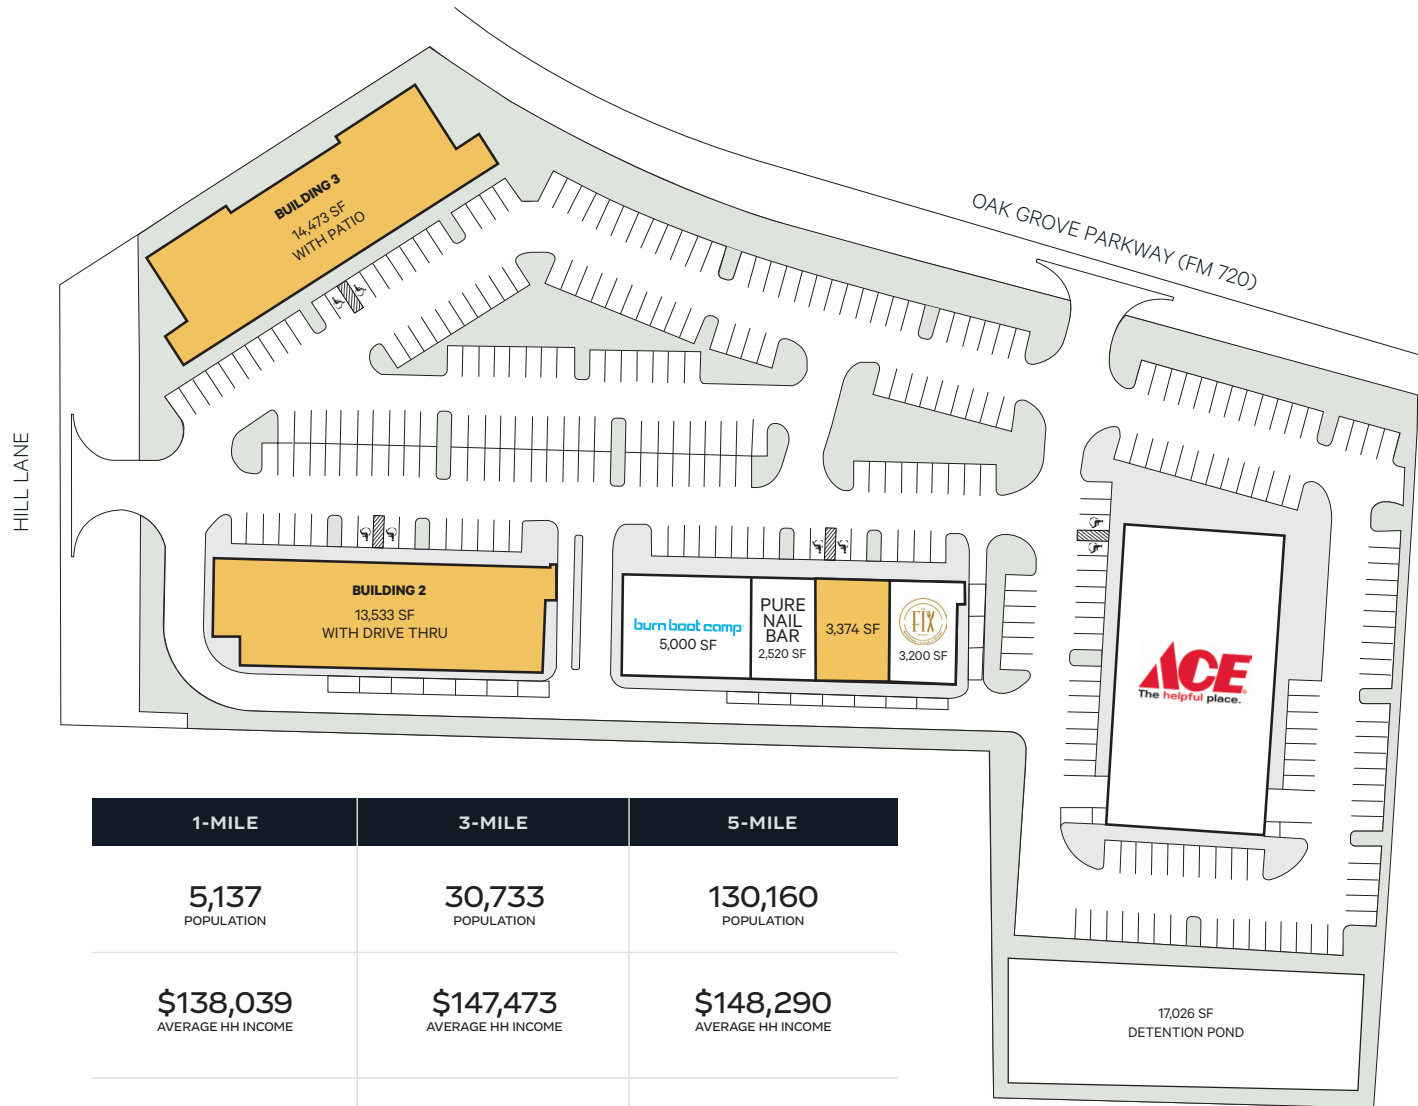 OAK GROVE PARKWAY (FM 720)
HILL LANE
BUILDING 3
14,473 SF
WITH PATIO
BUILDING 2
13,533 SF
WITH DRIVE THRU
burn boot camp
5,000 SF
PURE
NAIL
BAR
2,520 SF
3,374 SF
FIX
3,200 SF
ACE
The helpful place.
17,026 SF
DETENTION POND
1-MILE 3-MILE 5-MILE
5,137 30,733 130,160
POPULATION POPULATION POPULATION
$138,039 $147,473 $148,290
AVERAGE HH INCOME AVERAGE HH INCOME AVERAGE HH INCOME